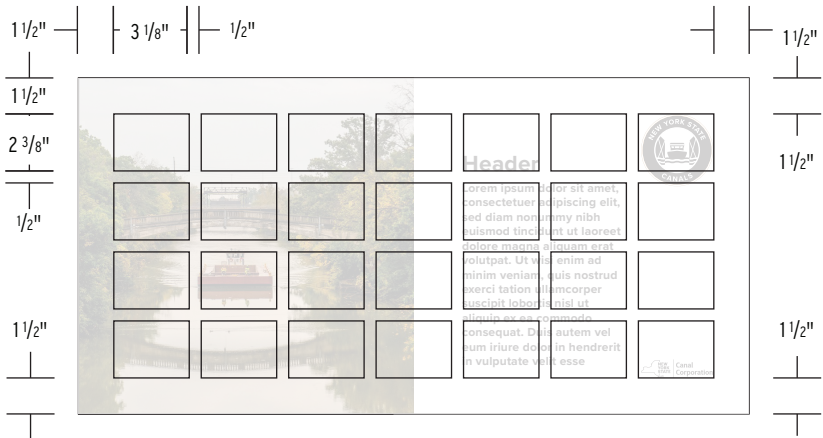 1 1/2"
3 1/8"
1/2"
1 1/2"
1 1/2"
2 3/8"
1/2"
1 1/2"
1 1/2"
1 1/2"
NEW YORK STATE
CANALS
Header
Lorem ipsum dolor sit amet,
consectetuer adipiscing elit,
sed diam nonummy nibh
euismod tincidunt ut laoreet
dolore magna aliquam erat
volutpat. Ut wisi enim ad
minim veniam, quis nostrud
exerci tation ullamcorper
suscipit lobortis nisl ut
aliquip ex ea commodo
consequat. Duis autem vel
eum iriure dolor in hendrerit
in vulputate velit esse
NEW
YORK
STATE
Canal
Corporation